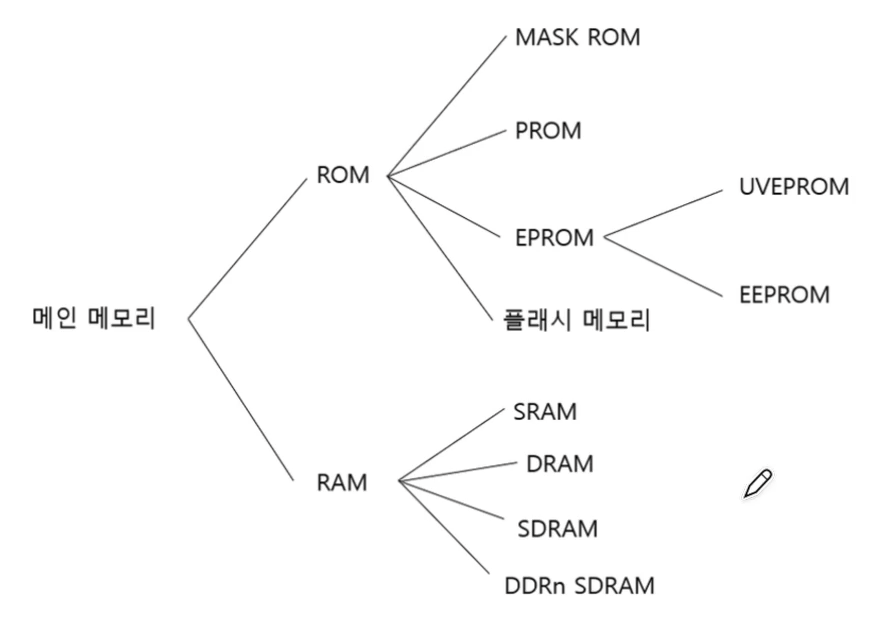 메인 메모리
ROM
MASK ROM
PROM
EPROM
UVEPROM
EEPROM
플래시 메모리
RAM
SRAM
DRAM
SDRAM
DDRn SDRAM